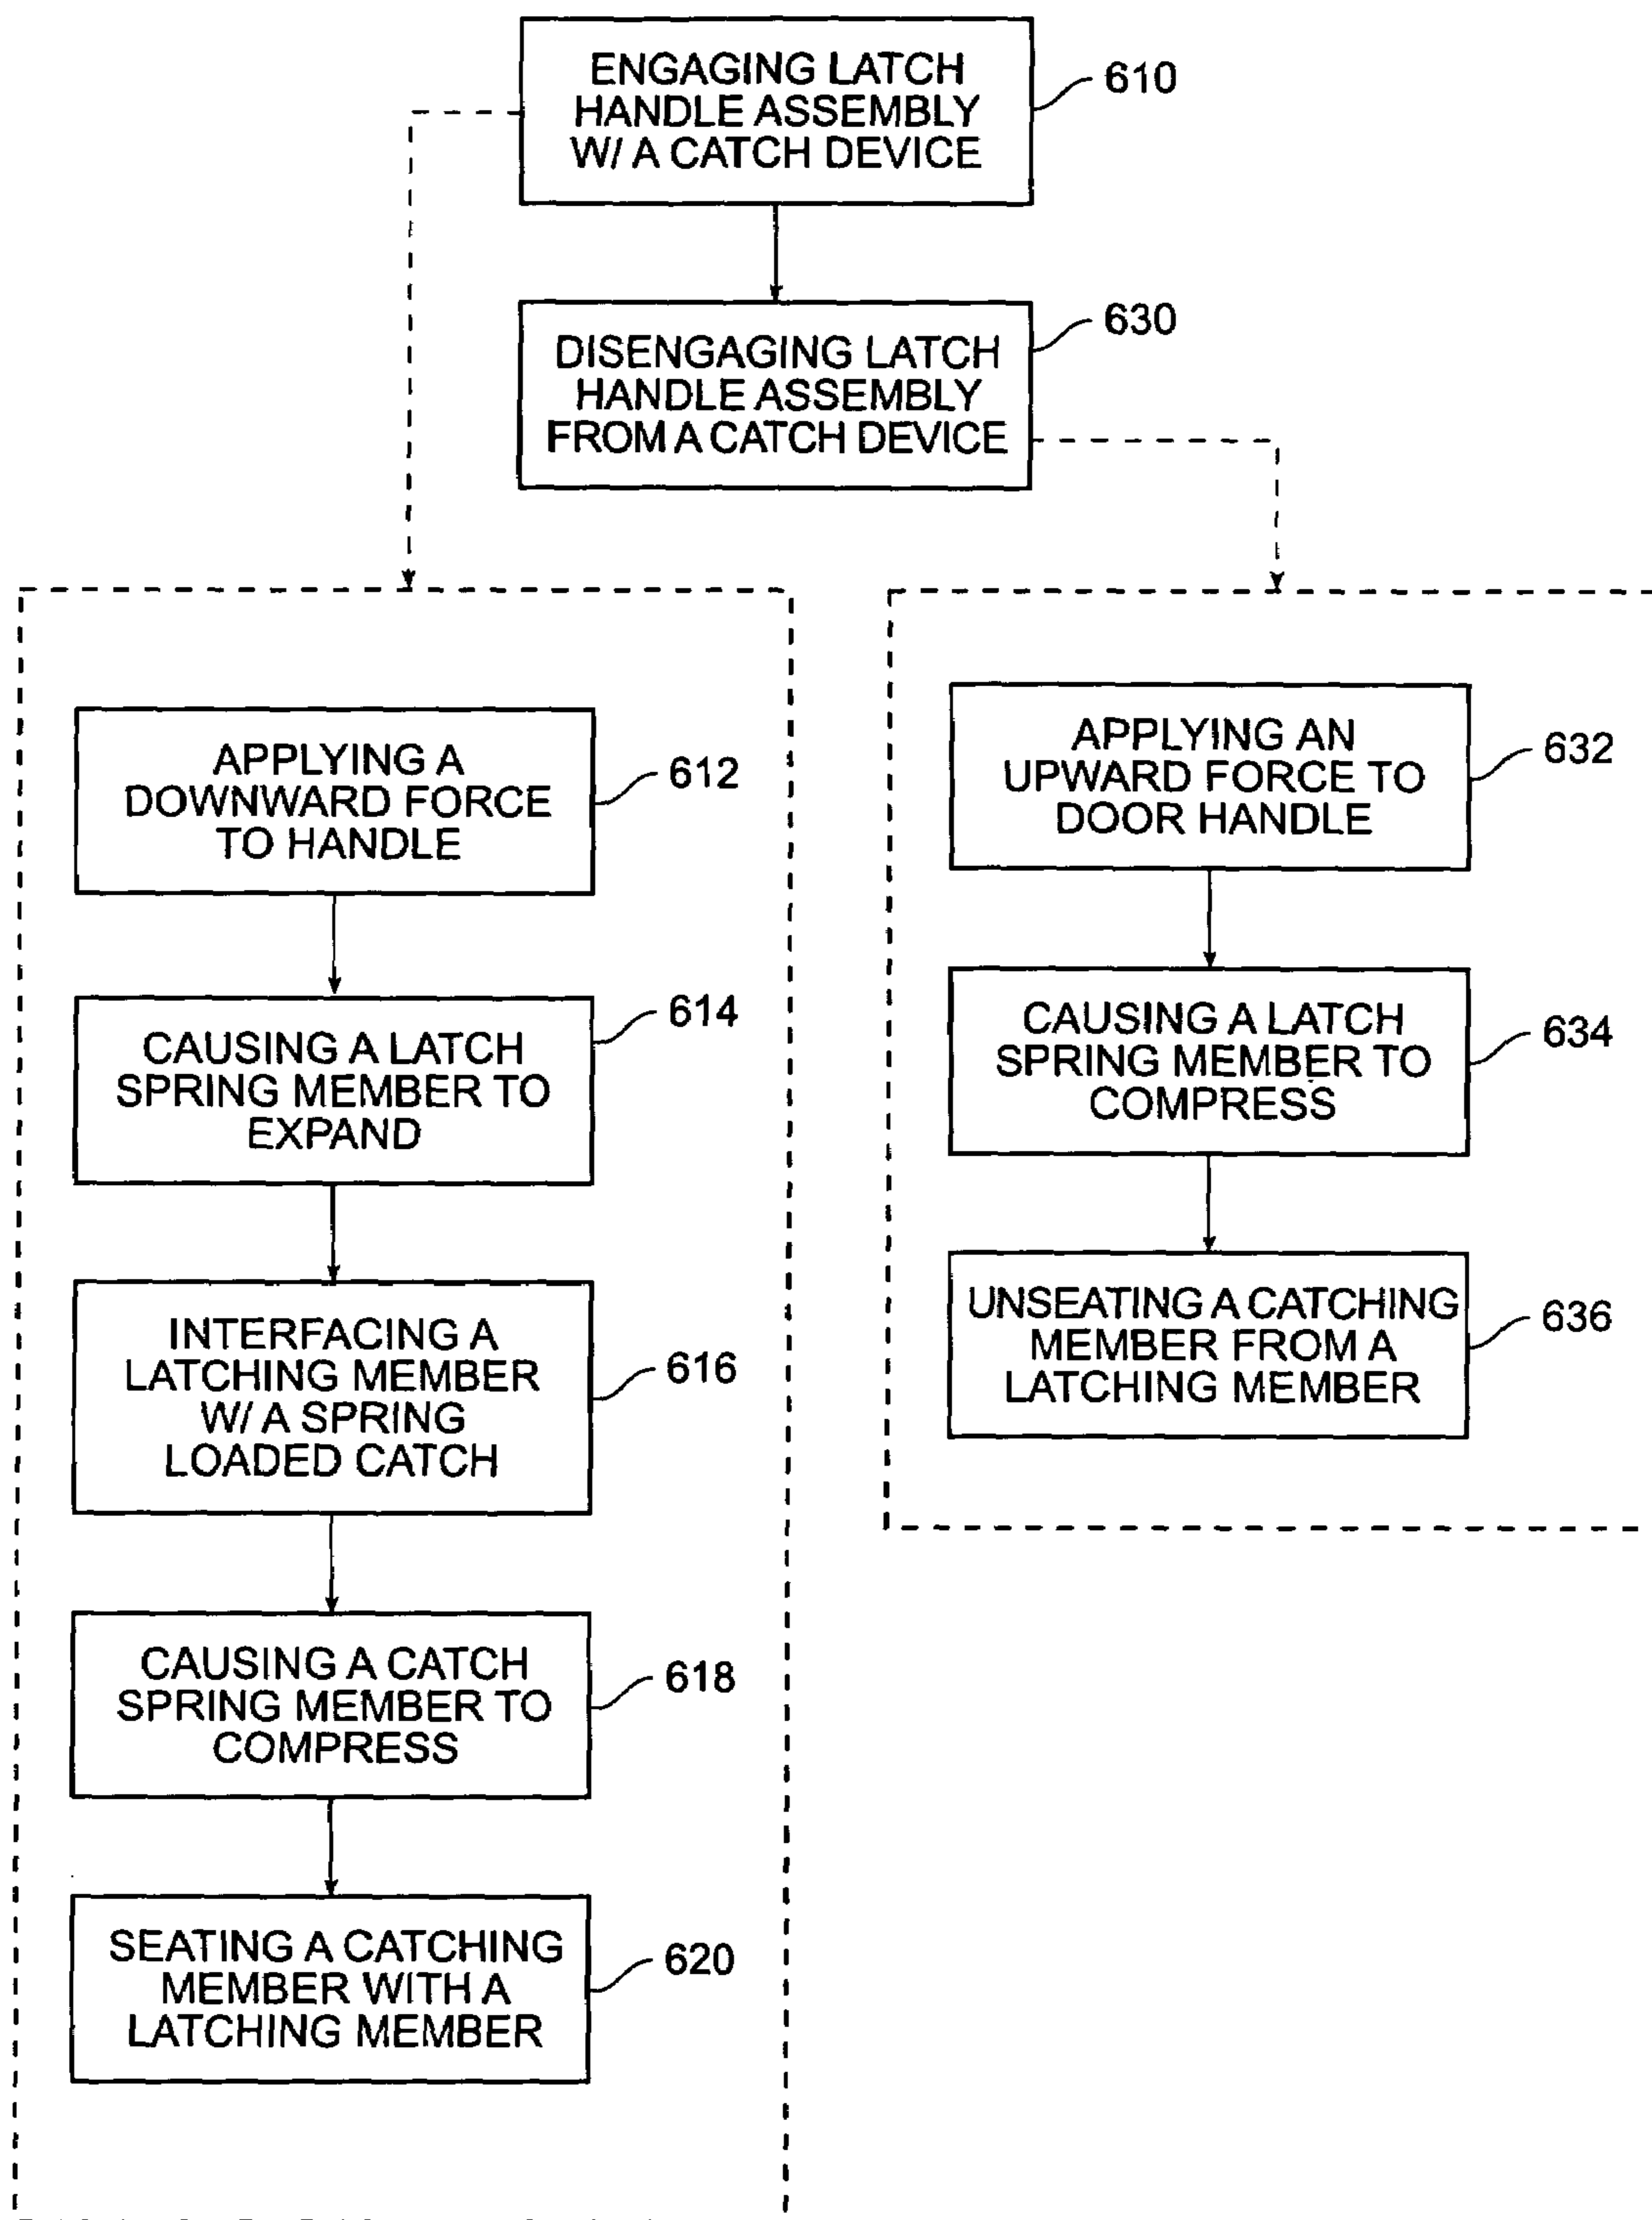 ENGAGING LATCH
HANDLE ASSEMBLY
W/ A CATCH DEVICE
610
DISENGAGING LATCH
HANDLE ASSEMBLY
FROM A CATCH DEVICE
630
APPLYING A
DOWNWARD FORCE
TO HANDLE
612
CAUSING A LATCH
SPRING MEMBER TO
EXPAND
614
INTERFACING A
LATCHING MEMBER
W/ A SPRING
LOADED CATCH
616
CAUSING A CATCH
SPRING MEMBER TO
COMPRESS
618
SEATING A CATCHING
MEMBER WITH A
LATCHING MEMBER
620
APPLYING AN
UPWARD FORCE TO
DOOR HANDLE
632
CAUSING A LATCH
SPRING MEMBER TO
COMPRESS
634
UNSEATING A CATCHING
MEMBER FROM A
LATCHING MEMBER
636